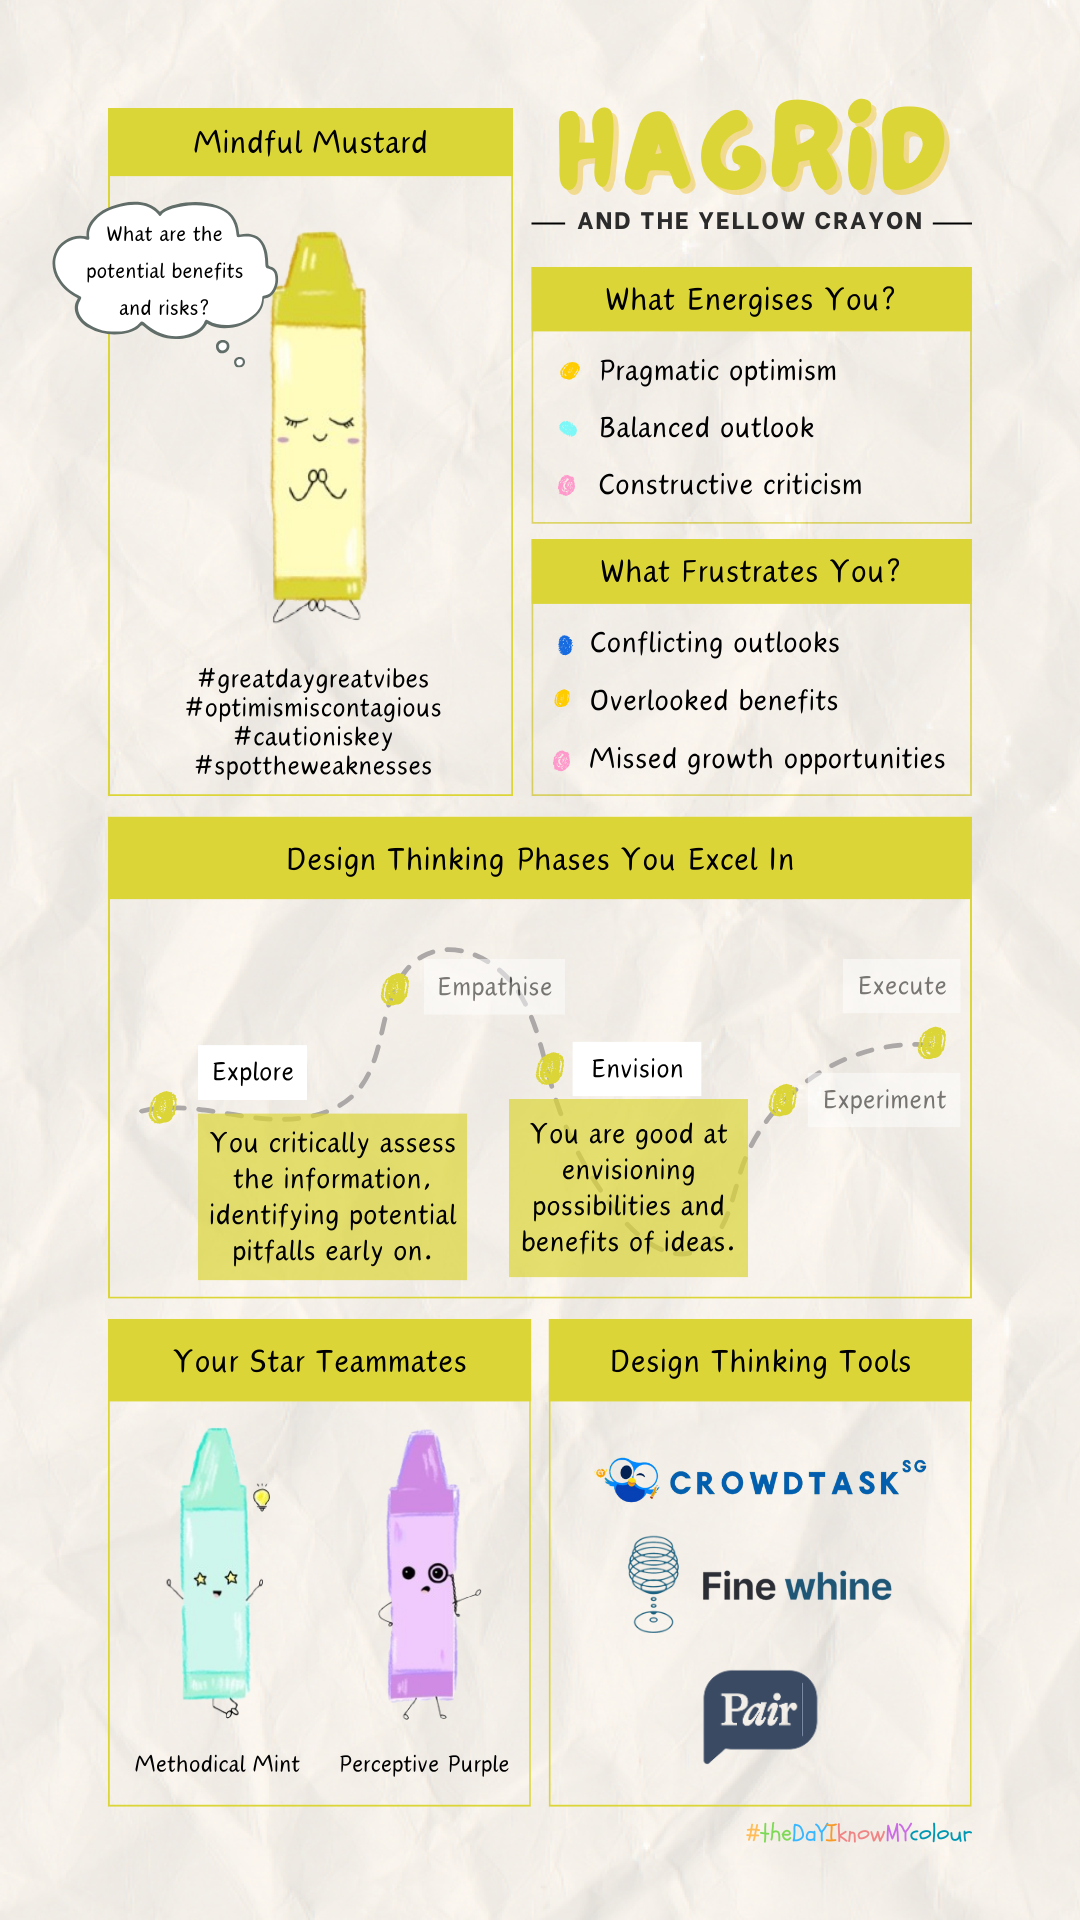 Mindful Mustard
What are the
potential benefits
and risks?
#greatdaygreatvibes
#optimismiscontagious
#cautioniskey
#spottheweaknesses
HAGRiD
AND THE YELLOW CRAYON
What Energises You?
Pragmatic optimism
Balanced outlook
Constructive criticism
What Frustrates You?
Conflicting outlooks
Overlooked benefits
Missed growth opportunities
Design Thinking Phases You Excel In
Explore
You critically assess
the information,
identifying potential
pitfalls early on.
Empathise
Envision
You are good at
envisioning
possibilities and
benefits of ideas.
Experiment
Execute
Your Star Teammates
Methodical Mint
Perceptive Purple
Design Thinking Tools
CROWDTASK SG
Fine whine
Pair
#theDaYIknowMYcolour